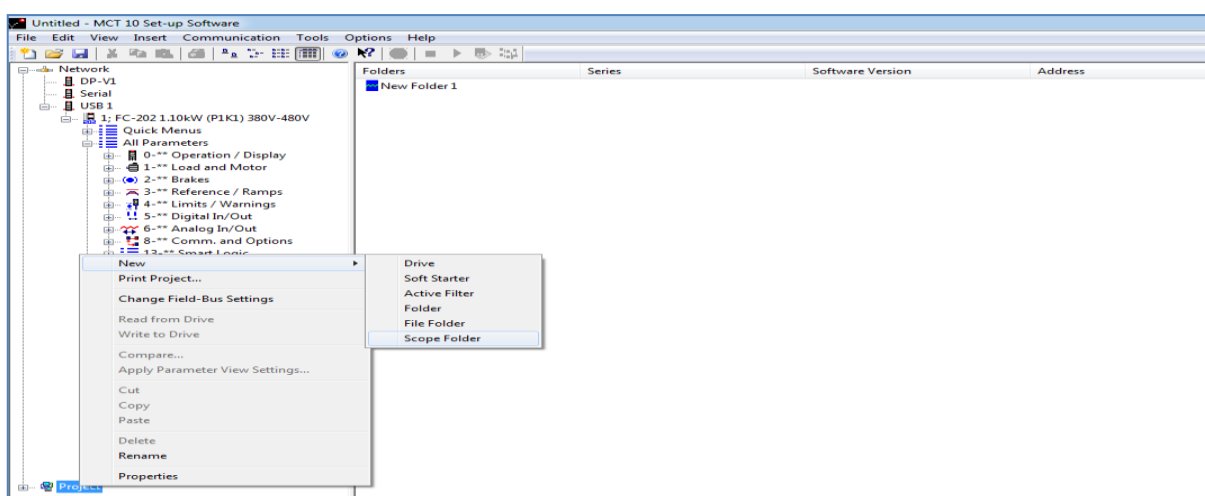 Untitled - MCT 10 Set-up Software
File Edit View Insert Communication Tools Options Help
Network
DP-V1
Serial
USB 1
1; FC-202 1.10kW (P1K1) 380V-480V
Quick Menus
All Parameters
0-** Operation / Display
1-** Load and Motor
2-** Brakes
3-** Reference / Ramps
4-** Limits / Warnings
5-** Digital In/Out
6-** Analog In/Out
8-** Comm. and Options
13-** Smart Logic
New
Print Project...
Change Field-Bus Settings
Read from Drive
Write to Drive
Compare...
Apply Parameter View Settings...
Cut
Copy
Paste
Delete
Rename
Properties
Project
Drive
Soft Starter
Active Filter
Folder
File Folder
Scope Folder
Folders Series Software Version Address
New Folder 1